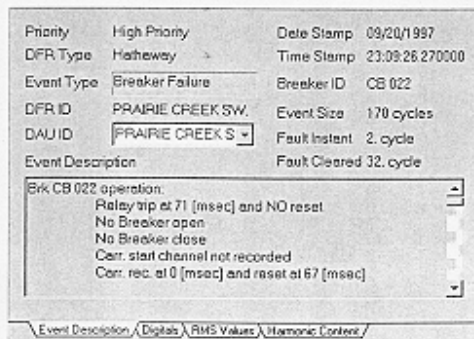 Priority High Priority Date Stamp 09/20/1997
DFR Type Hathaway Time Stamp 23:09:26.270000
Event Type Breaker Failure Breaker ID CB 022
DFR ID PRAIRIE CREEK SW. Event Size 170 cycles
DAU ID PRAIRIE CREEK S Fault Instant 2. cycle
Event Description Fault Cleared 32. cycle
Brk CB 022 operation:
Relay trip at 71 [msec] and NO reset
No Breaker open
No Breaker close
Carr. start channel not recorded
Carr. rec. at 0 [msec] and reset at 67 [msec]
Event Description Digitals RMS Values Harmonic Content